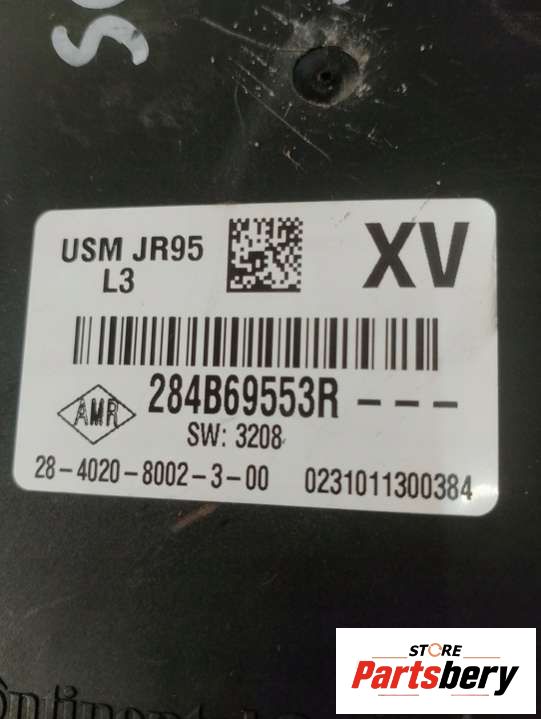 USM JR95
L3
XV
AMR
284B69553R - - -
SW: 3208
28-4020-8002-3-00 0231011300384
STORE
Partsbery